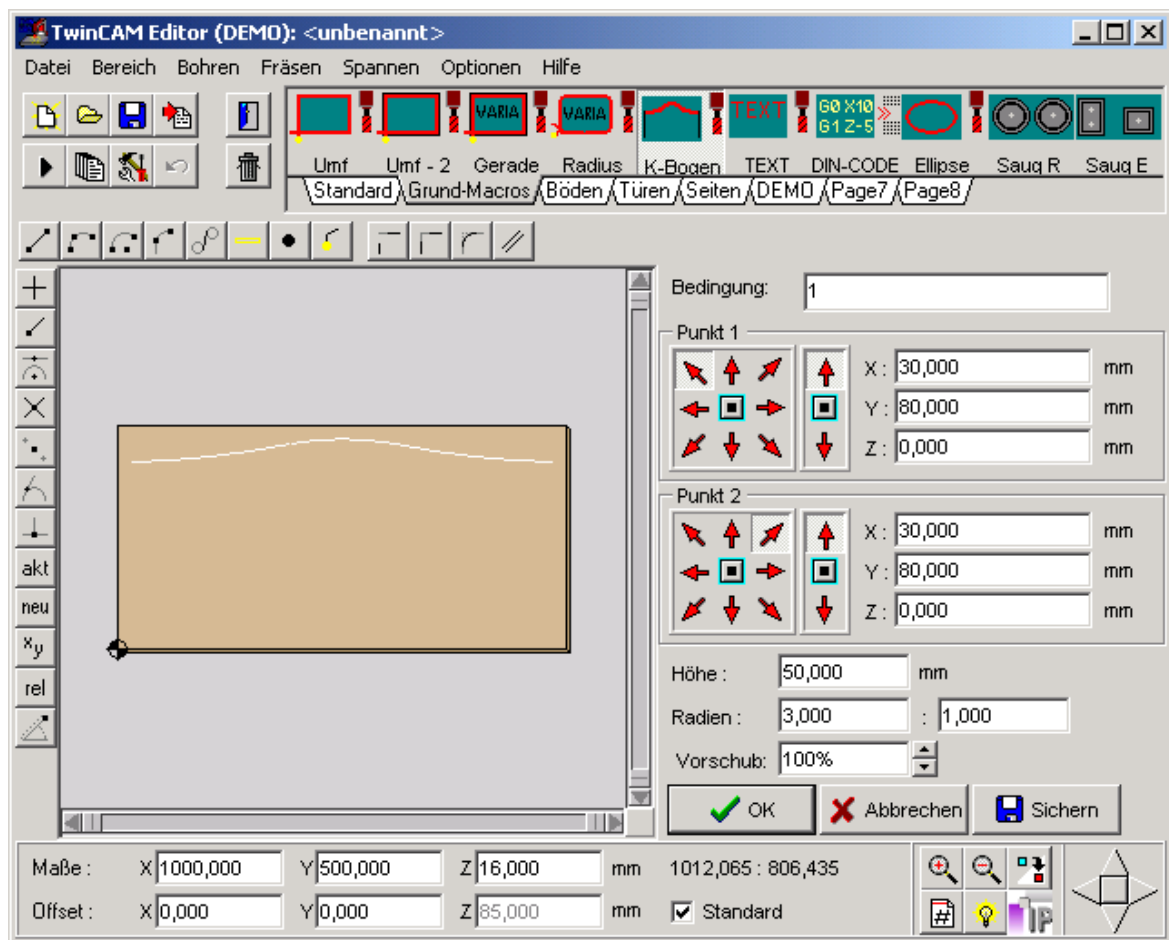 TwinCAM Editor (DEMO): <unbenannt>
Datei Bereich Bohren Fräsen Spannen Optionen Hilfe
VARIA VARIA TEXT G0 X10
G1 Z-5
Umf Umf - 2 Gerade Radius K-Bogen TEXT DIN-CODE Ellipse Saug R Saug E
Standard Grund-Macros Böden Türen Seiten DEMO Page7 Page8
Bedingung: 1
Punkt 1
X : 30,000 mm
Y : 80,000 mm
Z : 0,000 mm
Punkt 2
X : 30,000 mm
Y : 80,000 mm
Z : 0,000 mm
akt
neu
xy
rel
Höhe : 50,000 mm
Radien : 3,000 : 1,000
Vorschub: 100%
OK Abbrechen Sichern
Maße : X 1000,000 Y 500,000 Z 16,000 mm 1012,065 : 806,435
Offset : X 0,000 Y 0,000 Z 85,000 mm Standard
# IP